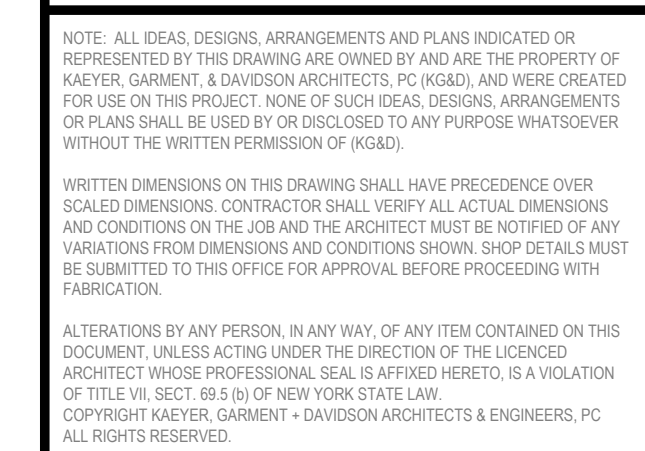 NOTE: ALL IDEAS, DESIGNS, ARRANGEMENTS AND PLANS INDICATED OR
REPRESENTED BY THIS DRAWING ARE OWNED BY AND ARE THE PROPERTY OF
KAEYER, GARMENT, & DAVIDSON ARCHITECTS, PC (KG&D), AND WERE CREATED
FOR USE ON THIS PROJECT. NONE OF SUCH IDEAS, DESIGNS, ARRANGEMENTS
OR PLANS SHALL BE USED BY OR DISCLOSED TO ANY PURPOSE WHATSOEVER
WITHOUT THE WRITTEN PERMISSION OF (KG&D).
WRITTEN DIMENSIONS ON THIS DRAWING SHALL HAVE PRECEDENCE OVER
SCALED DIMENSIONS. CONTRACTOR SHALL VERIFY ALL ACTUAL DIMENSIONS
AND CONDITIONS ON THE JOB AND THE ARCHITECT MUST BE NOTIFIED OF ANY
VARIATIONS FROM DIMENSIONS AND CONDITIONS SHOWN. SHOP DETAILS MUST
BE SUBMITTED TO THIS OFFICE FOR APPROVAL BEFORE PROCEEDING WITH
FABRICATION.
ALTERATIONS BY ANY PERSON, IN ANY WAY, OF ANY ITEM CONTAINED ON THIS
DOCUMENT, UNLESS ACTING UNDER THE DIRECTION OF THE LICENCED
ARCHITECT WHOSE PROFESSIONAL SEAL IS AFFIXED HERETO, IS A VIOLATION
OF TITLE VII, SECT. 69.5 (b) OF NEW YORK STATE LAW.
COPYRIGHT KAEYER, GARMENT + DAVIDSON ARCHITECTS & ENGINEERS, PC
ALL RIGHTS RESERVED.